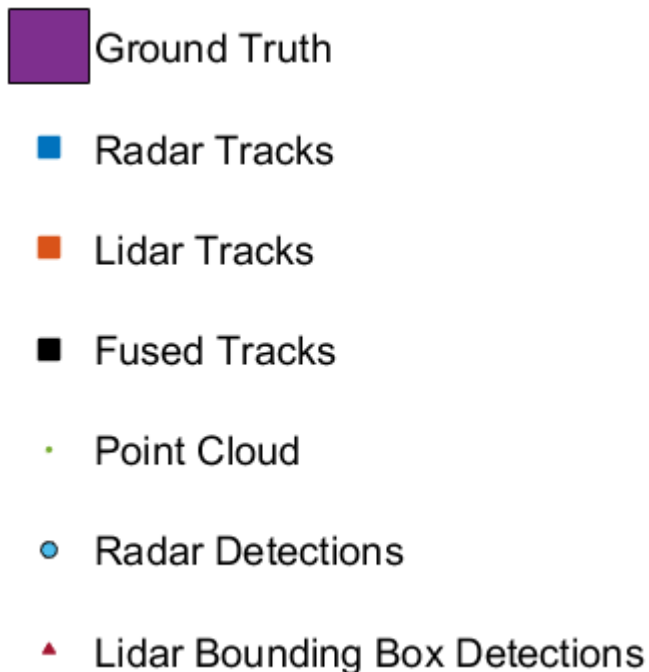 Ground Truth
Radar Tracks
Lidar Tracks
Fused Tracks
Point Cloud
Radar Detections
Lidar Bounding Box Detections